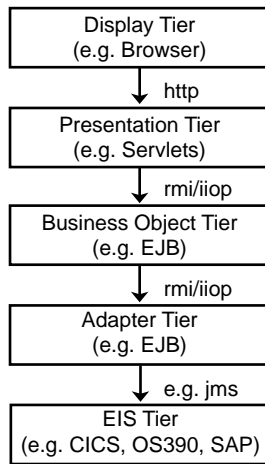 Display Tier
(e.g. Browser)
http
Presentation Tier
(e.g. Servlets)
rmi/iiop
Business Object Tier
(e.g. EJB)
rmi/iiop
Adapter Tier
(e.g. EJB)
e.g. jms
EIS Tier
(e.g. CICS, OS390, SAP)